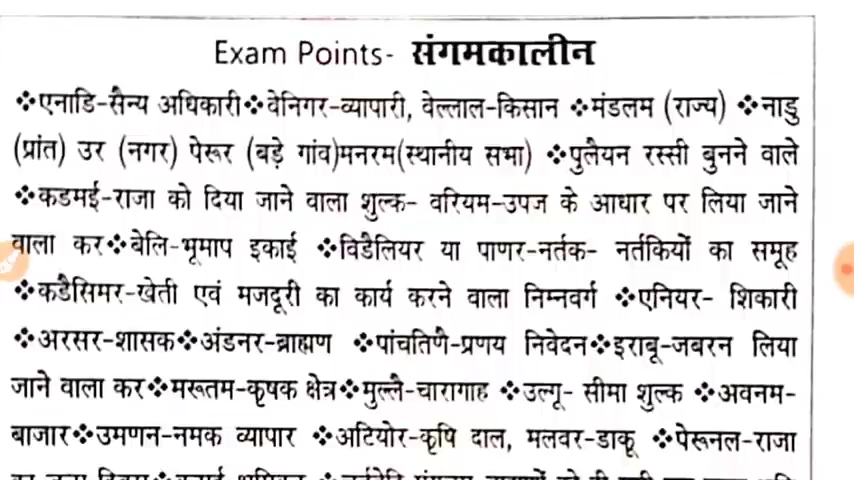 Exam Points- संगमकालीन
❖एनाडि-सैन्य अधिकारी❖वेनिगर-व्यापारी, वेल्लाल-किसान ❖मंडलम (राज्य) ❖नाडु
(प्रांत) उर (नगर) पेरूर (बड़े गांव)मनरम(स्थानीय सभा) ❖पुलैयन रस्सी बुनने वाले
❖कडमई-राजा को दिया जाने वाला शुल्क- वरियम-उपज के आधार पर लिया जाने
वाला कर❖बेलि-भूमाप इकाई ❖विडैलियर या पाणर-नर्तक- नर्तकियों का समूह
❖कडैसिमर-खेती एवं मजदूरी का कार्य करने वाला निम्नवर्ग ❖एनियर- शिकारी
❖अरसर-शासक❖अंडनर-ब्राह्मण ❖पांचतिणै-प्रणय निवेदन❖इराबू-जबरन लिया
जाने वाला कर❖मरूतम-कृषक क्षेत्र❖मुल्लै-चारागाह ❖उल्गू- सीमा शुल्क ❖अवनम-
बाजार❖उमणन-नमक व्यापार ❖अटियोर-कृषि दाल, मलवर-डाकू ❖पेरूनल-राजा